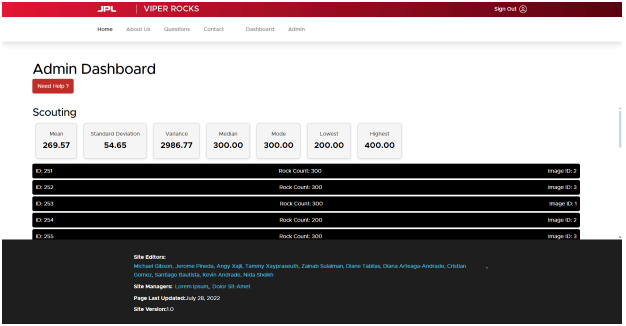 JPL VIPER ROCKS Sign Out
Home About Us Questions Contact Dashboard Admin
Admin Dashboard
Need Help ?
Scouting
Mean Standard Deviation Variance Median Mode Lowest Highest
269.57 54.65 2986.77 300.00 300.00 200.00 400.00
ID: 251 Rock Count: 300 Image ID: 2
ID: 252 Rock Count: 300 Image ID: 3
ID: 253 Rock Count: 300 Image ID: 1
ID: 254 Rock Count: 200 Image ID: 2
ID: 255 Rock Count: 300 Image ID: 3
Site Editors:
Michael Gibson, Jerome Pineda, Angy Xajil, Tammy Xaypraseuth, Zainab Sulaiman, Diane Tabilas, Diana Arteaga-Andrade, Cristian
Gomez, Santiago Bautista, Kevin Andrade, Nida Sheikh
Site Managers: Lorem Ipsum, Dolor Sit-Amet
Page Last Updated:July 28, 2022
Site Version:1.0